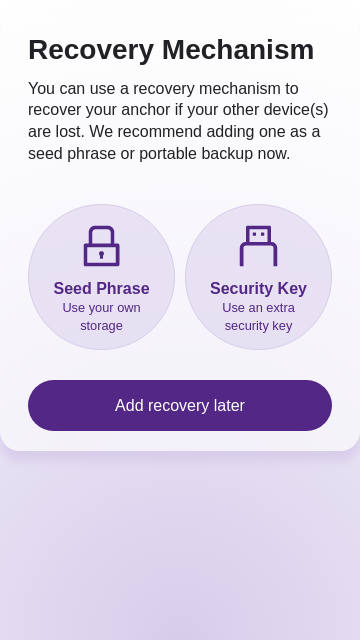 Recovery Mechanism
You can use a recovery mechanism to
recover your anchor if your other device(s)
are lost. We recommend adding one as a
seed phrase or portable backup now.
Seed Phrase
Use your own
storage
Security Key
Use an extra
security key
Add recovery later